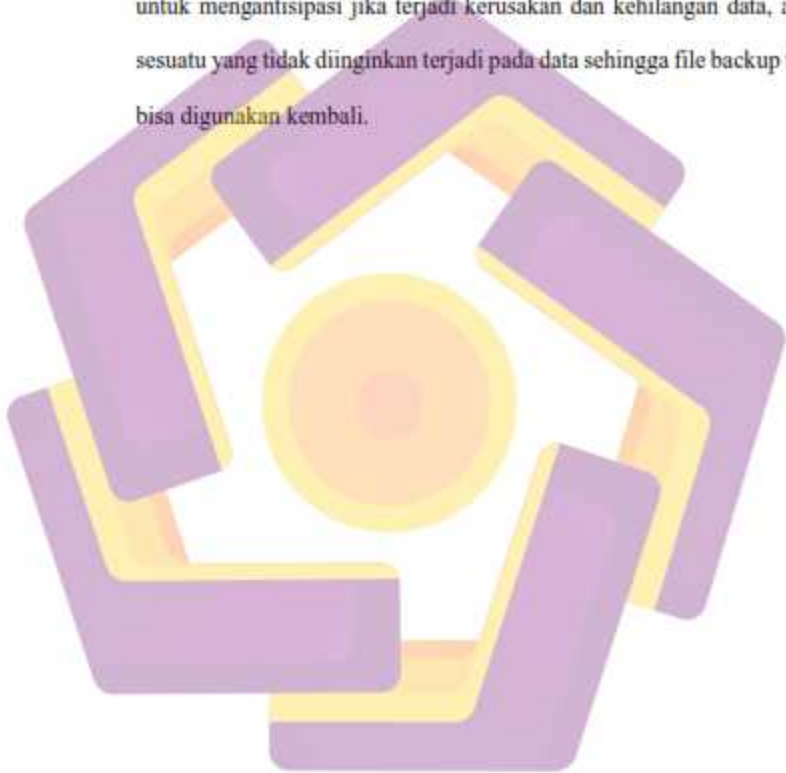 untuk mengantisipasi jika terjadi kerusakan dan kehilangan data,
sesuatu yang tidak diinginkan terjadi pada data sehingga file backup
bisa digunakan kembali.